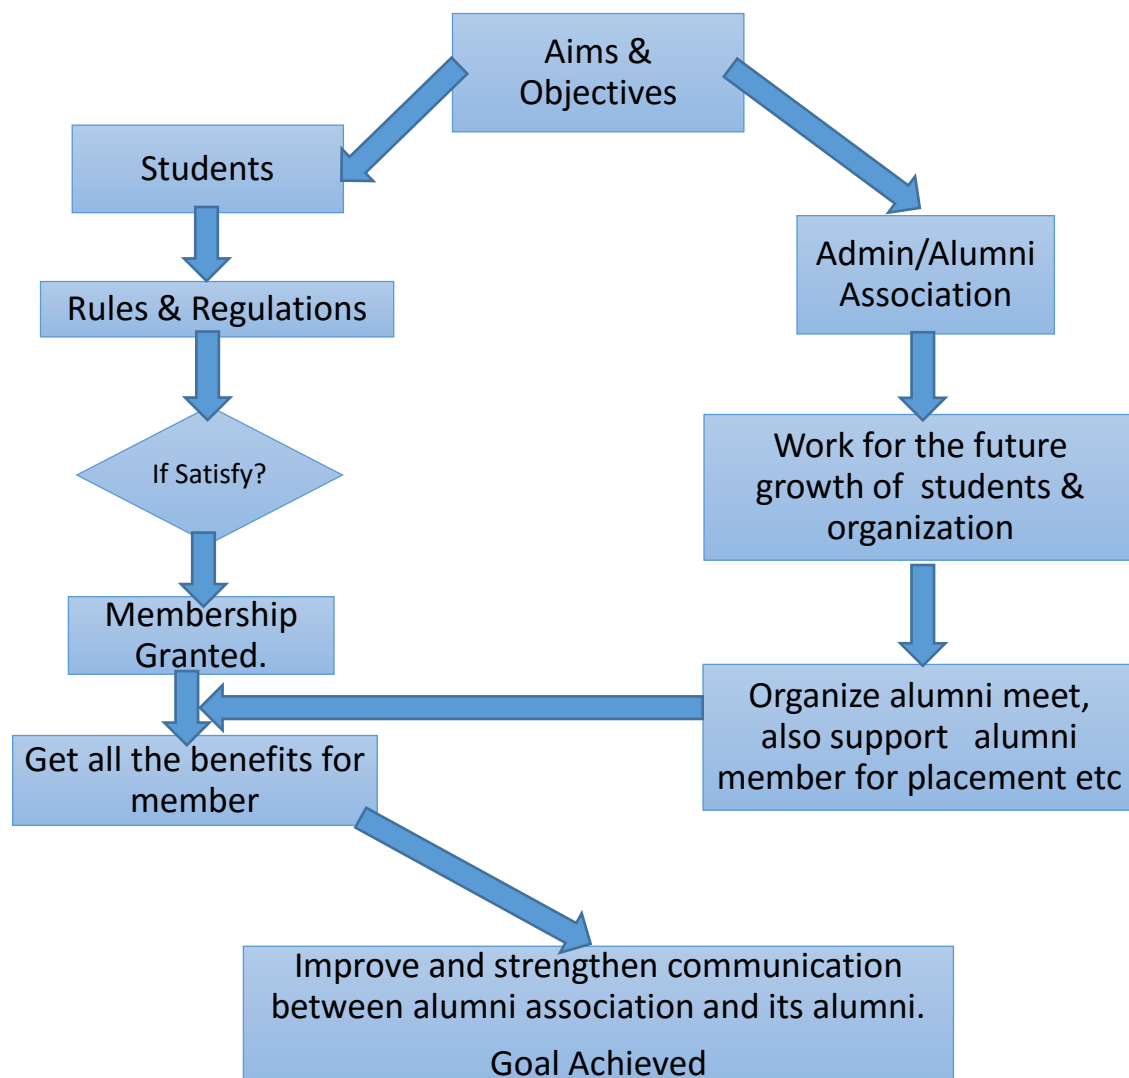 Aims &
Objectives
Students
Admin/Alumni
Association
Rules & Regulations
If Satisfy?
Work for the future
growth of  students &
organization
Membership
Granted.
Organize alumni meet,
also support   alumni
member for placement etc
Get all the benefits for
member
Improve and strengthen communication
between alumni association and its alumni.
Goal Achieved